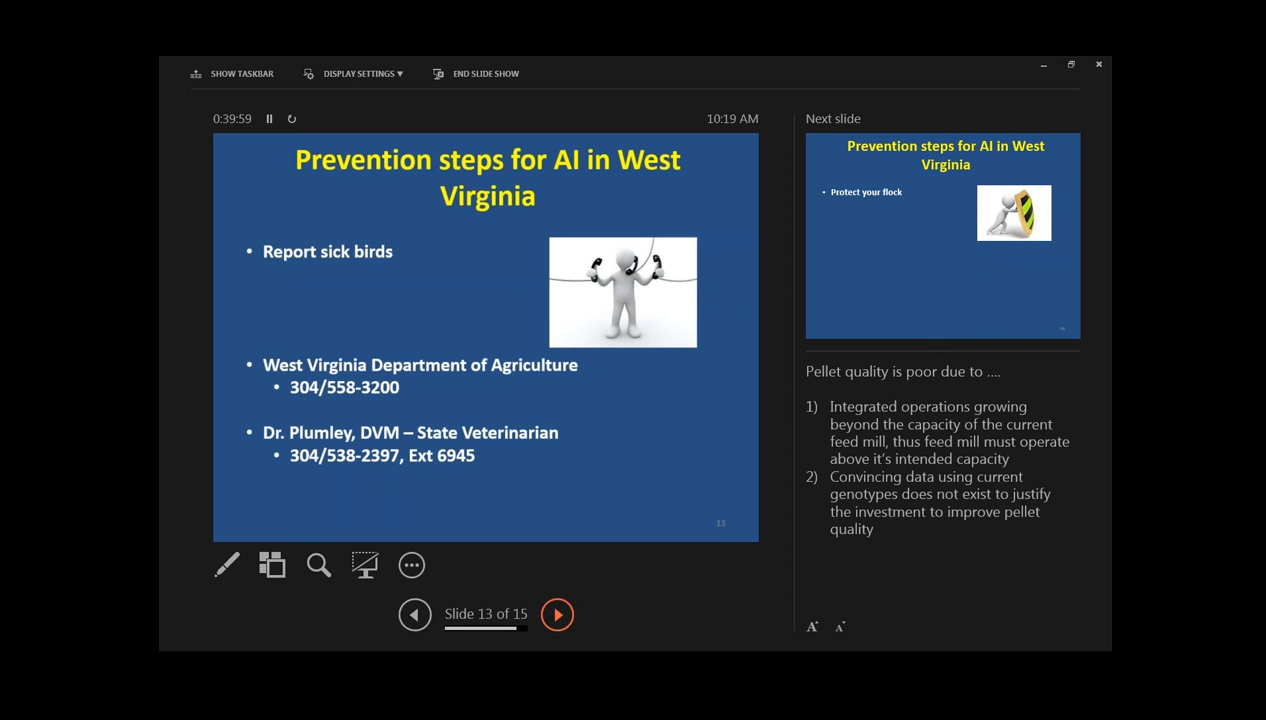 SHOW TASKBAR
DISPLAY SETTINGS ▼
END SLIDE SHOW
0:39:59
10:19 AM
Prevention steps for AI in West
Virginia
• Report sick birds
• West Virginia Department of Agriculture
• 304/558-3200
• Dr. Plumley, DVM – State Veterinarian
• 304/538-2397, Ext 6945
13
Slide 13 of 15
Next slide
Prevention steps for AI in West
Virginia
• Protect your flock
Pellet quality is poor due to ....
1) Integrated operations growing
beyond the capacity of the current
feed mill, thus feed mill must operate
above it's intended capacity
2) Convincing data using current
genotypes does not exist to justify
the investment to improve pellet
quality
A A